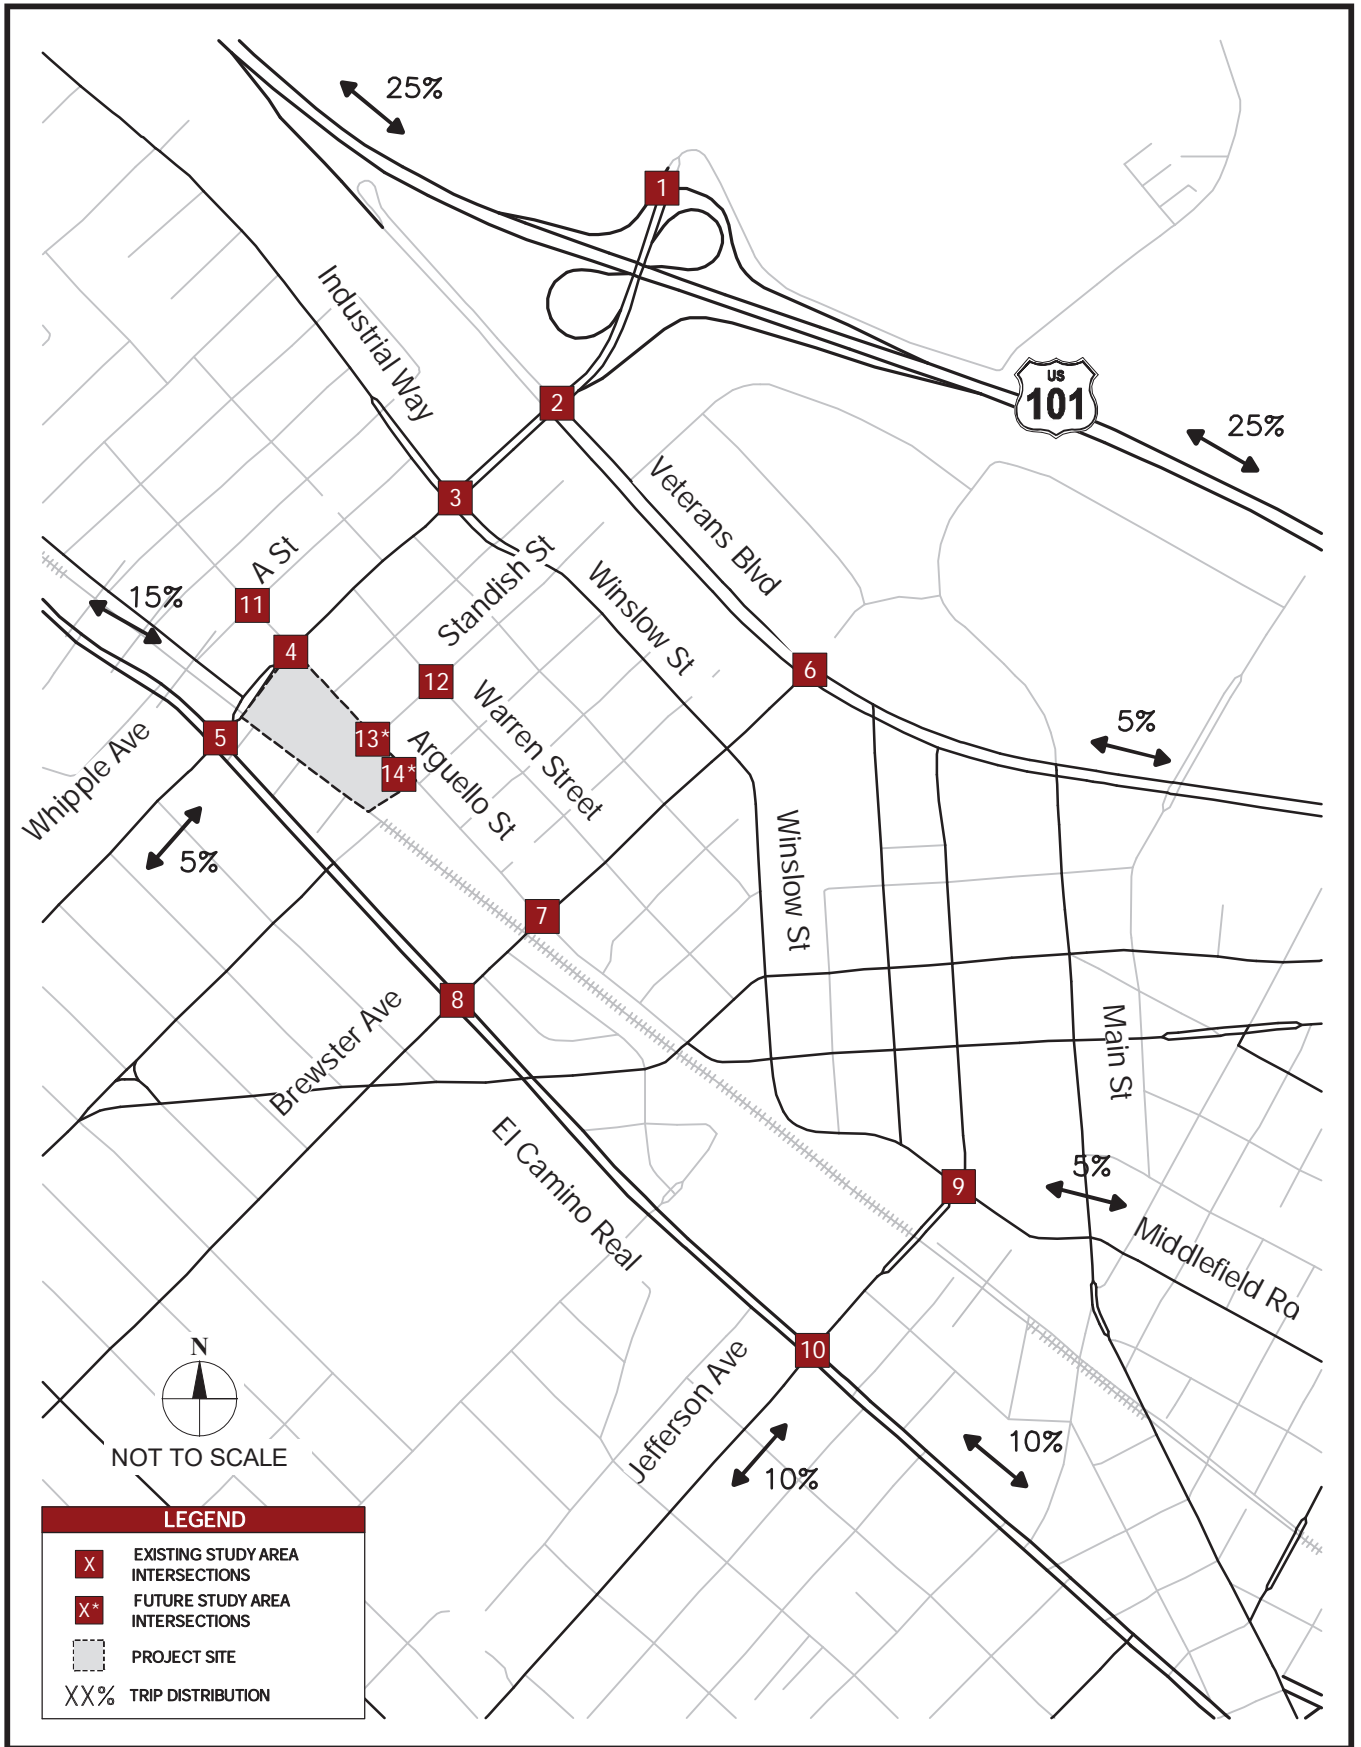 25%
1
Industrial Way
US
101
2
25%
3
Veterans Blvd
A St
Standish St
Winslow St
15%
11
4
6
12
5
13*
14*
Warren Street
Arguello St
5%
Whipple Ave
5%
Winslow St
7
8
Brewster Ave
Main St
El Camino Real
5%
9
Middlefield Rd
10
Jefferson Ave
N
NOT TO SCALE
10%
10%
LEGEND
X
EXISTING STUDY AREA
INTERSECTIONS
X*
FUTURE STUDY AREA
INTERSECTIONS
PROJECT SITE
XX%
TRIP DISTRIBUTION